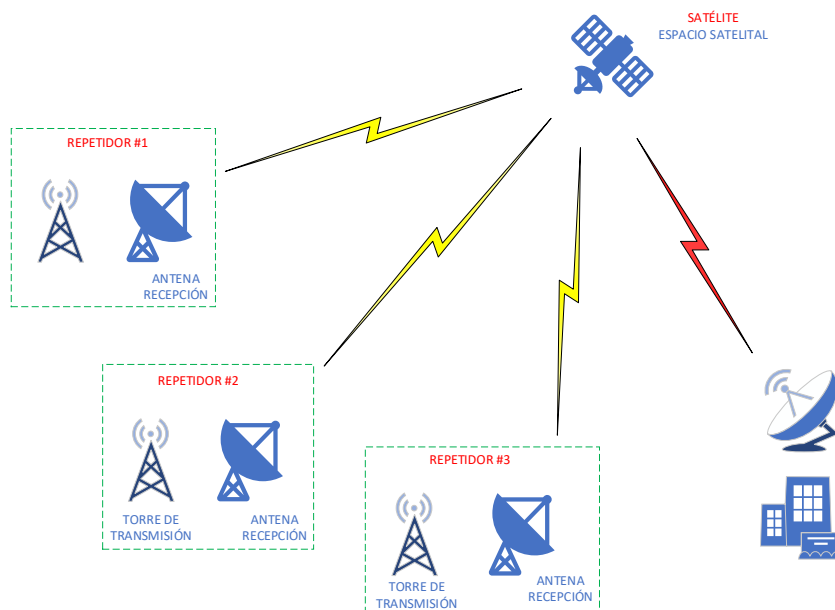 SATÉLITE
ESPACIO SATELITAL
REPETIDOR #1
ANTENA
RECEPCIÓN
REPETIDOR #2
TORRE DE
TRANSMISIÓN
ANTENA
RECEPCIÓN
REPETIDOR #3
TORRE DE
TRANSMISIÓN
ANTENA
RECEPCIÓN